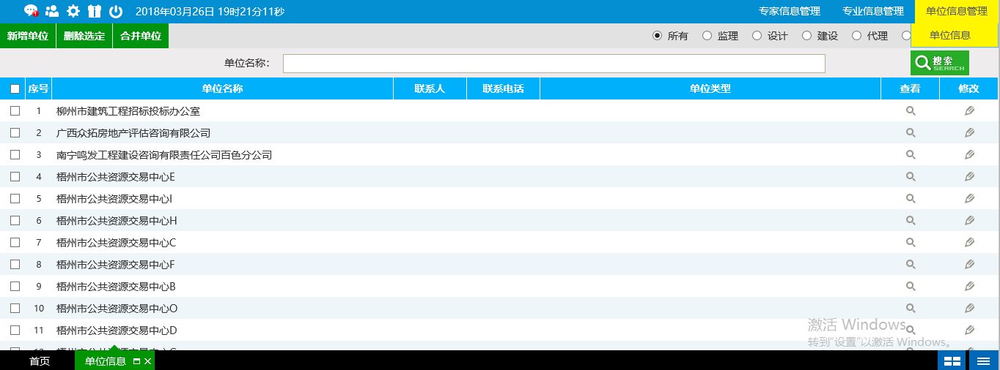 2018年03月26日 19时21分11秒 专家信息管理 专业信息管理 单位信息管理
新增单位 删除选定 合并单位 所有 监理 设计 建设 代理 单位信息
单位名称： 搜索 SEARCH
序号 单位名称 联系人 联系电话 单位类型 查看 修改
1 柳州市建筑工程招标投标办公室
2 广西众拓房地产评估咨询有限公司
3 南宁鸣发工程建设咨询有限责任公司百色分公司
4 梧州市公共资源交易中心E
5 梧州市公共资源交易中心I
6 梧州市公共资源交易中心H
7 梧州市公共资源交易中心C
8 梧州市公共资源交易中心F
9 梧州市公共资源交易中心B
10 梧州市公共资源交易中心O
11 梧州市公共资源交易中心D
激活 Windows
转到"设置"以激活 Windows。
首页 单位信息